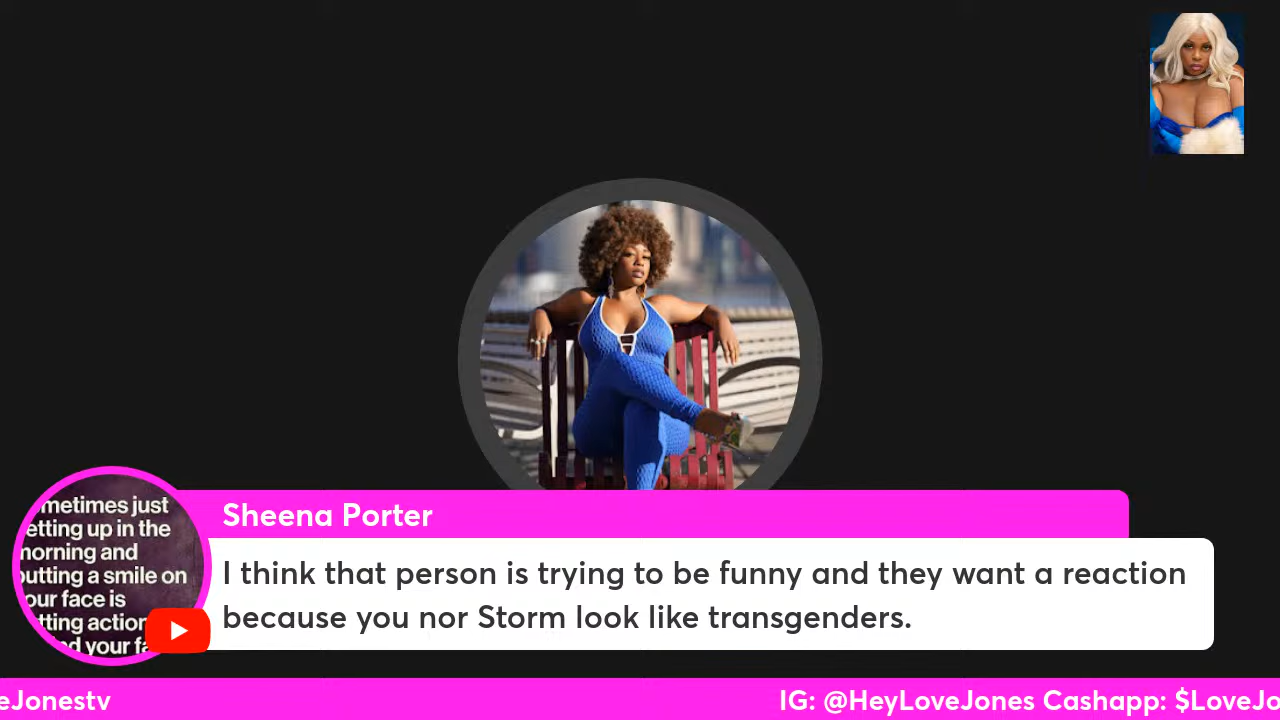 Sheena Porter
I think that person is trying to be funny and they want a reaction
because you nor Storm look like transgenders.
metimes just
etting up in the
morning and
putting a smile on
our face is
tting action
d your fa
eJonestv
IG: @HeyLoveJones Cashapp: $LoveJo